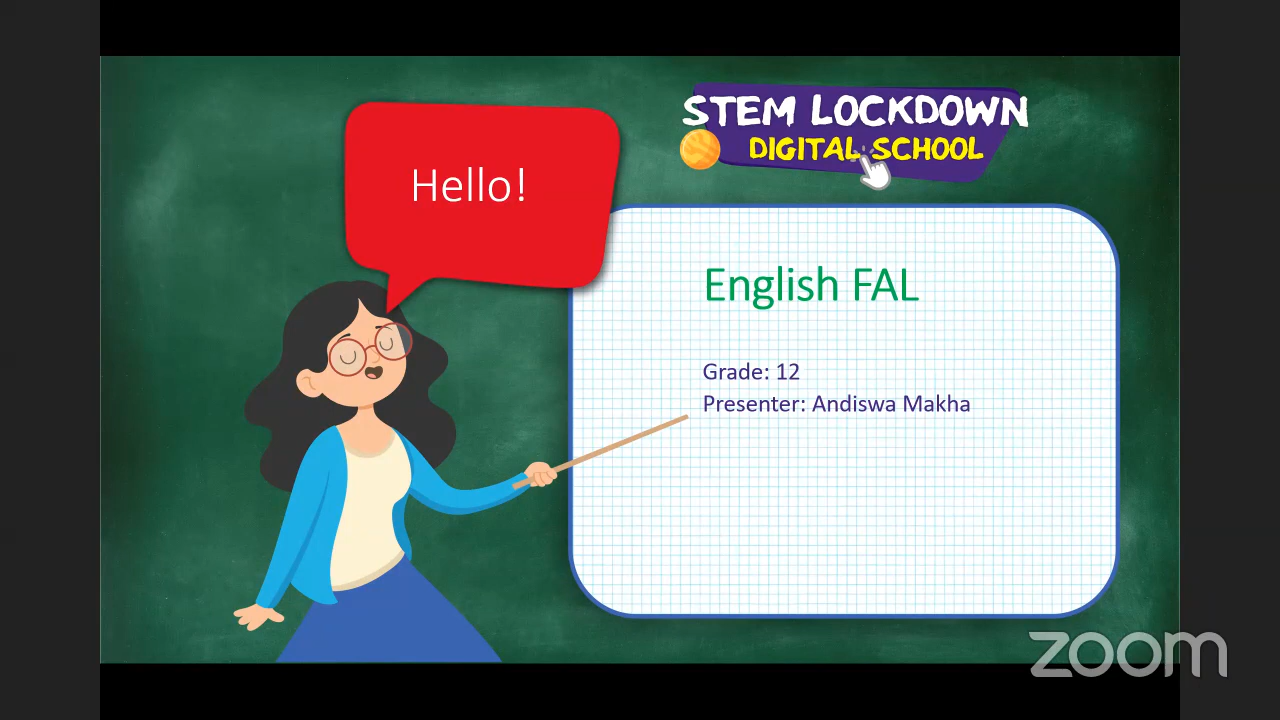 STEM LOCKDOWN
DIGITAL SCHOOL
Hello!
English FAL
Grade: 12
Presenter: Andiswa Makha
zoom